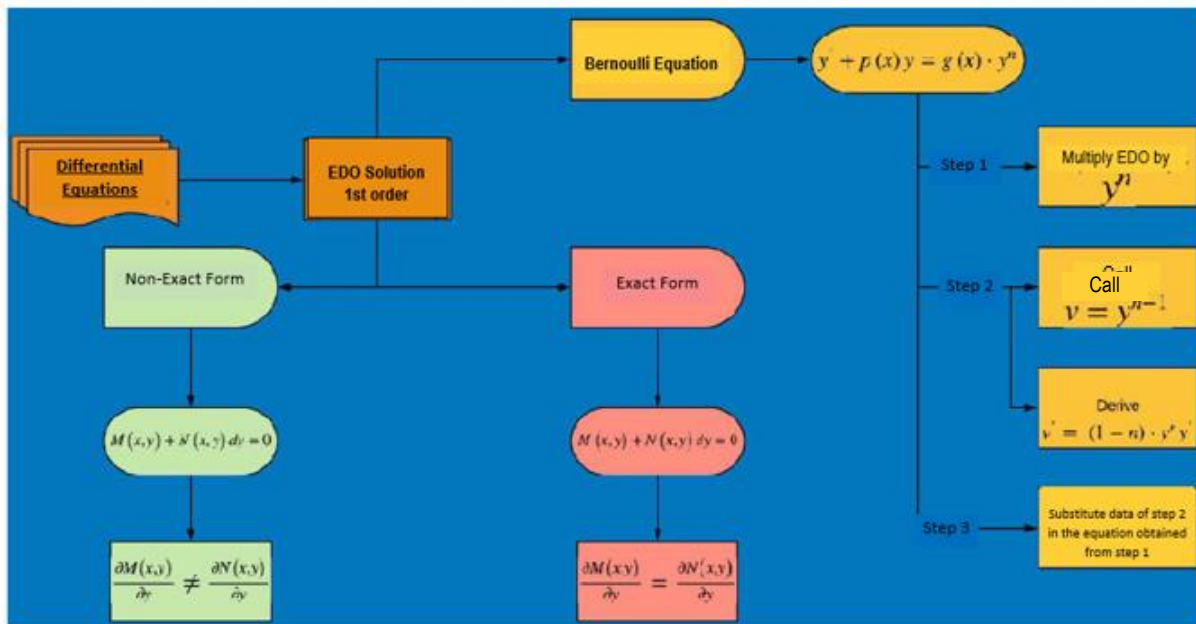 Bernoulli Equation
y' + p(x)y = g(x)·y^n
Differential
Equations
EDO Solution
1st order
Step 1
Multiply EDO by
y^n
Non-Exact Form
Exact Form
Step 2
Call
v = y^{n-1}
Derive
v' = (1 − n)·y^n y'
M(x,y) + N(x,y) dy = 0
M(x,y) + N(x,y) dy = 0
Step 3
Substitute data of step 2
in the equation obtained
from step 1
∂M(x,y)/∂y ≠ ∂N(x,y)/∂y
∂M(x,y)/∂y = ∂N(x,y)/∂y